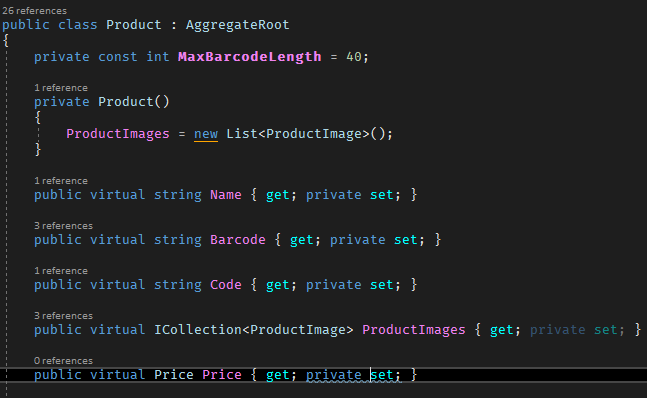 26 references
public class Product : AggregateRoot
{
private const int MaxBarcodeLength = 40;
1 reference
private Product()
{
ProductImages = new List<ProductImage>();
}
1 reference
public virtual string Name { get; private set; }
3 references
public virtual string Barcode { get; private set; }
1 reference
public virtual string Code { get; private set; }
3 references
public virtual ICollection<ProductImage> ProductImages { get; private set; }
0 references
public virtual Price Price { get; private set; }